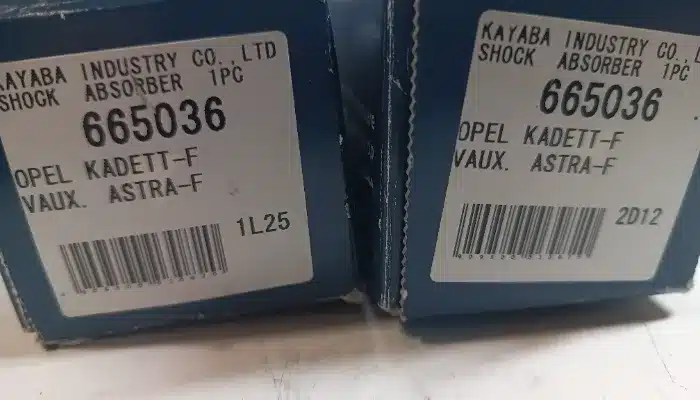 KAYABA INDUSTRY CO.,LTD
SHOCK ABSORBER 1PC
665036
OPEL KADETT-F
VAUX. ASTRA-F
1L25
KAYABA INDUSTRY CO.,L
SHOCK ABSORBER 1PC
665036
OPEL KADETT-F
VAUX. ASTRA-F
2D12